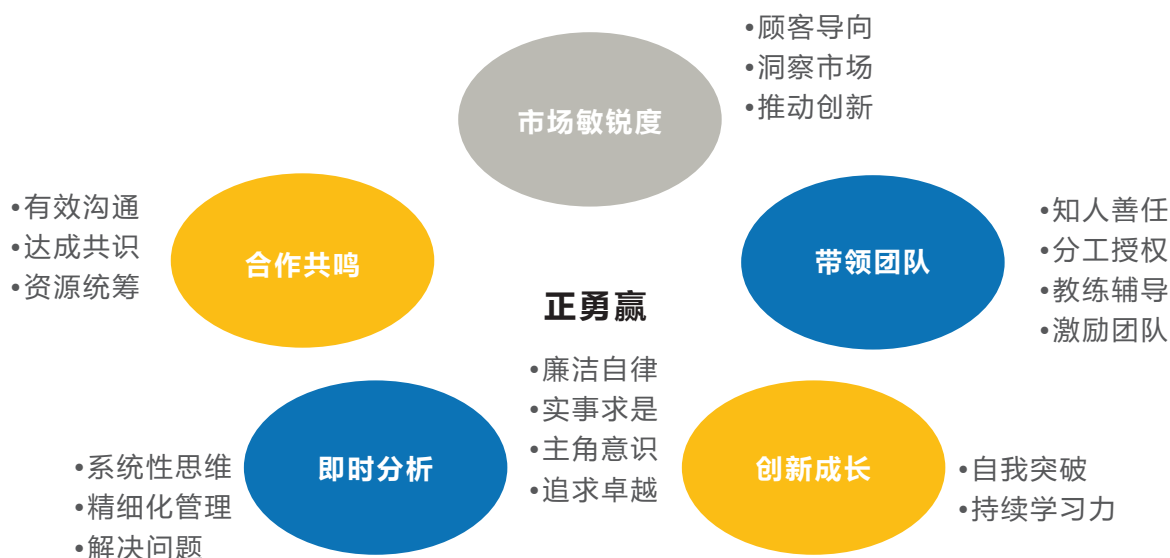 市场敏锐度
•顾客导向
•洞察市场
•推动创新
•有效沟通
•达成共识
•资源统筹
合作共鸣
带领团队
•知人善任
•分工授权
•教练辅导
•激励团队
正勇赢
•廉洁自律
•实事求是
•主角意识
•追求卓越
•系统性思维
•精细化管理
•解决问题
即时分析
创新成长
•自我突破
•持续学习力